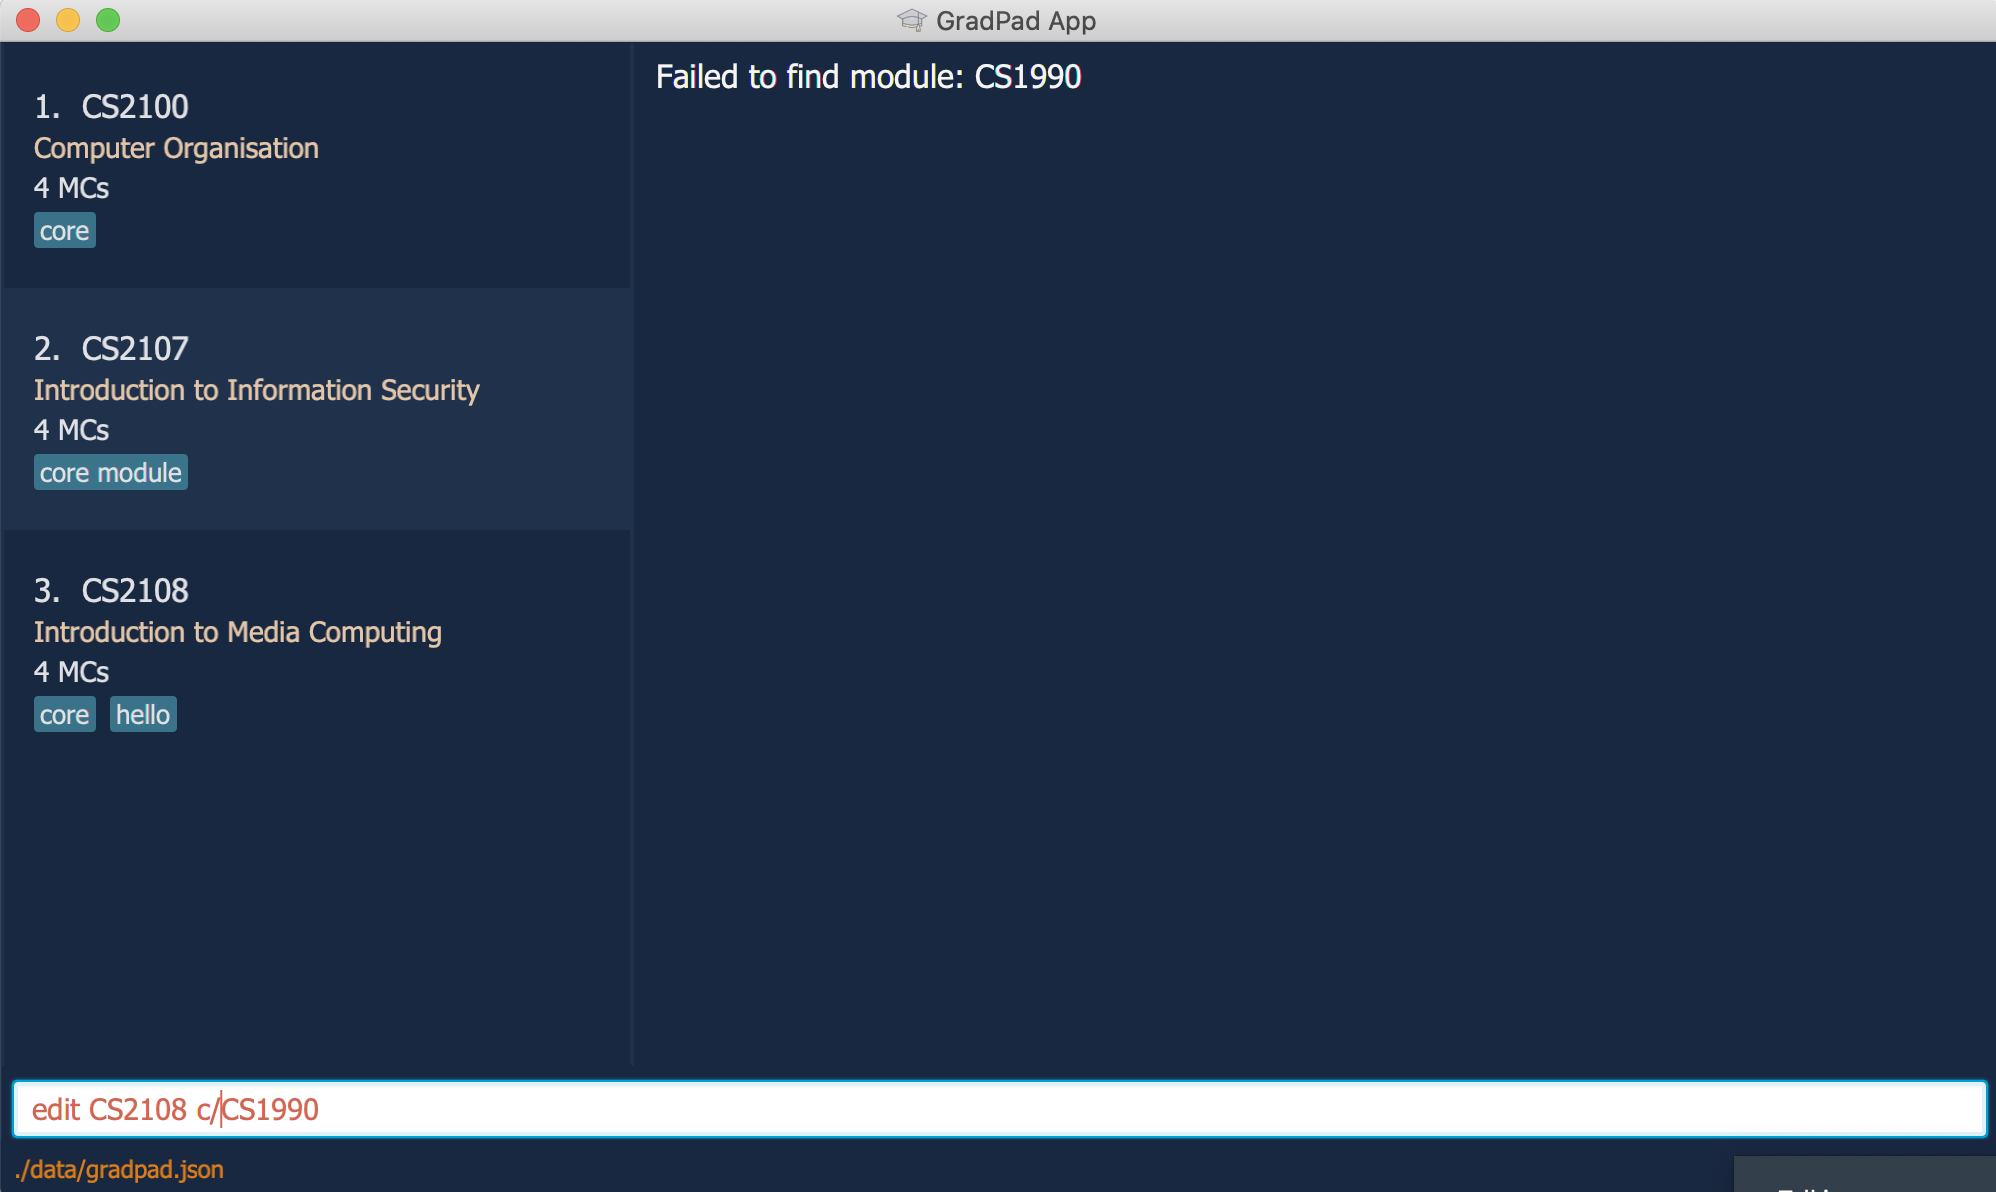 GradPad App
1. CS2100
Computer Organisation
4 MCs
core
2. CS2107
Introduction to Information Security
4 MCs
core module
3. CS2108
Introduction to Media Computing
4 MCs
core hello
Failed to find module: CS1990
edit CS2108 c/CS1990
./data/gradpad.json